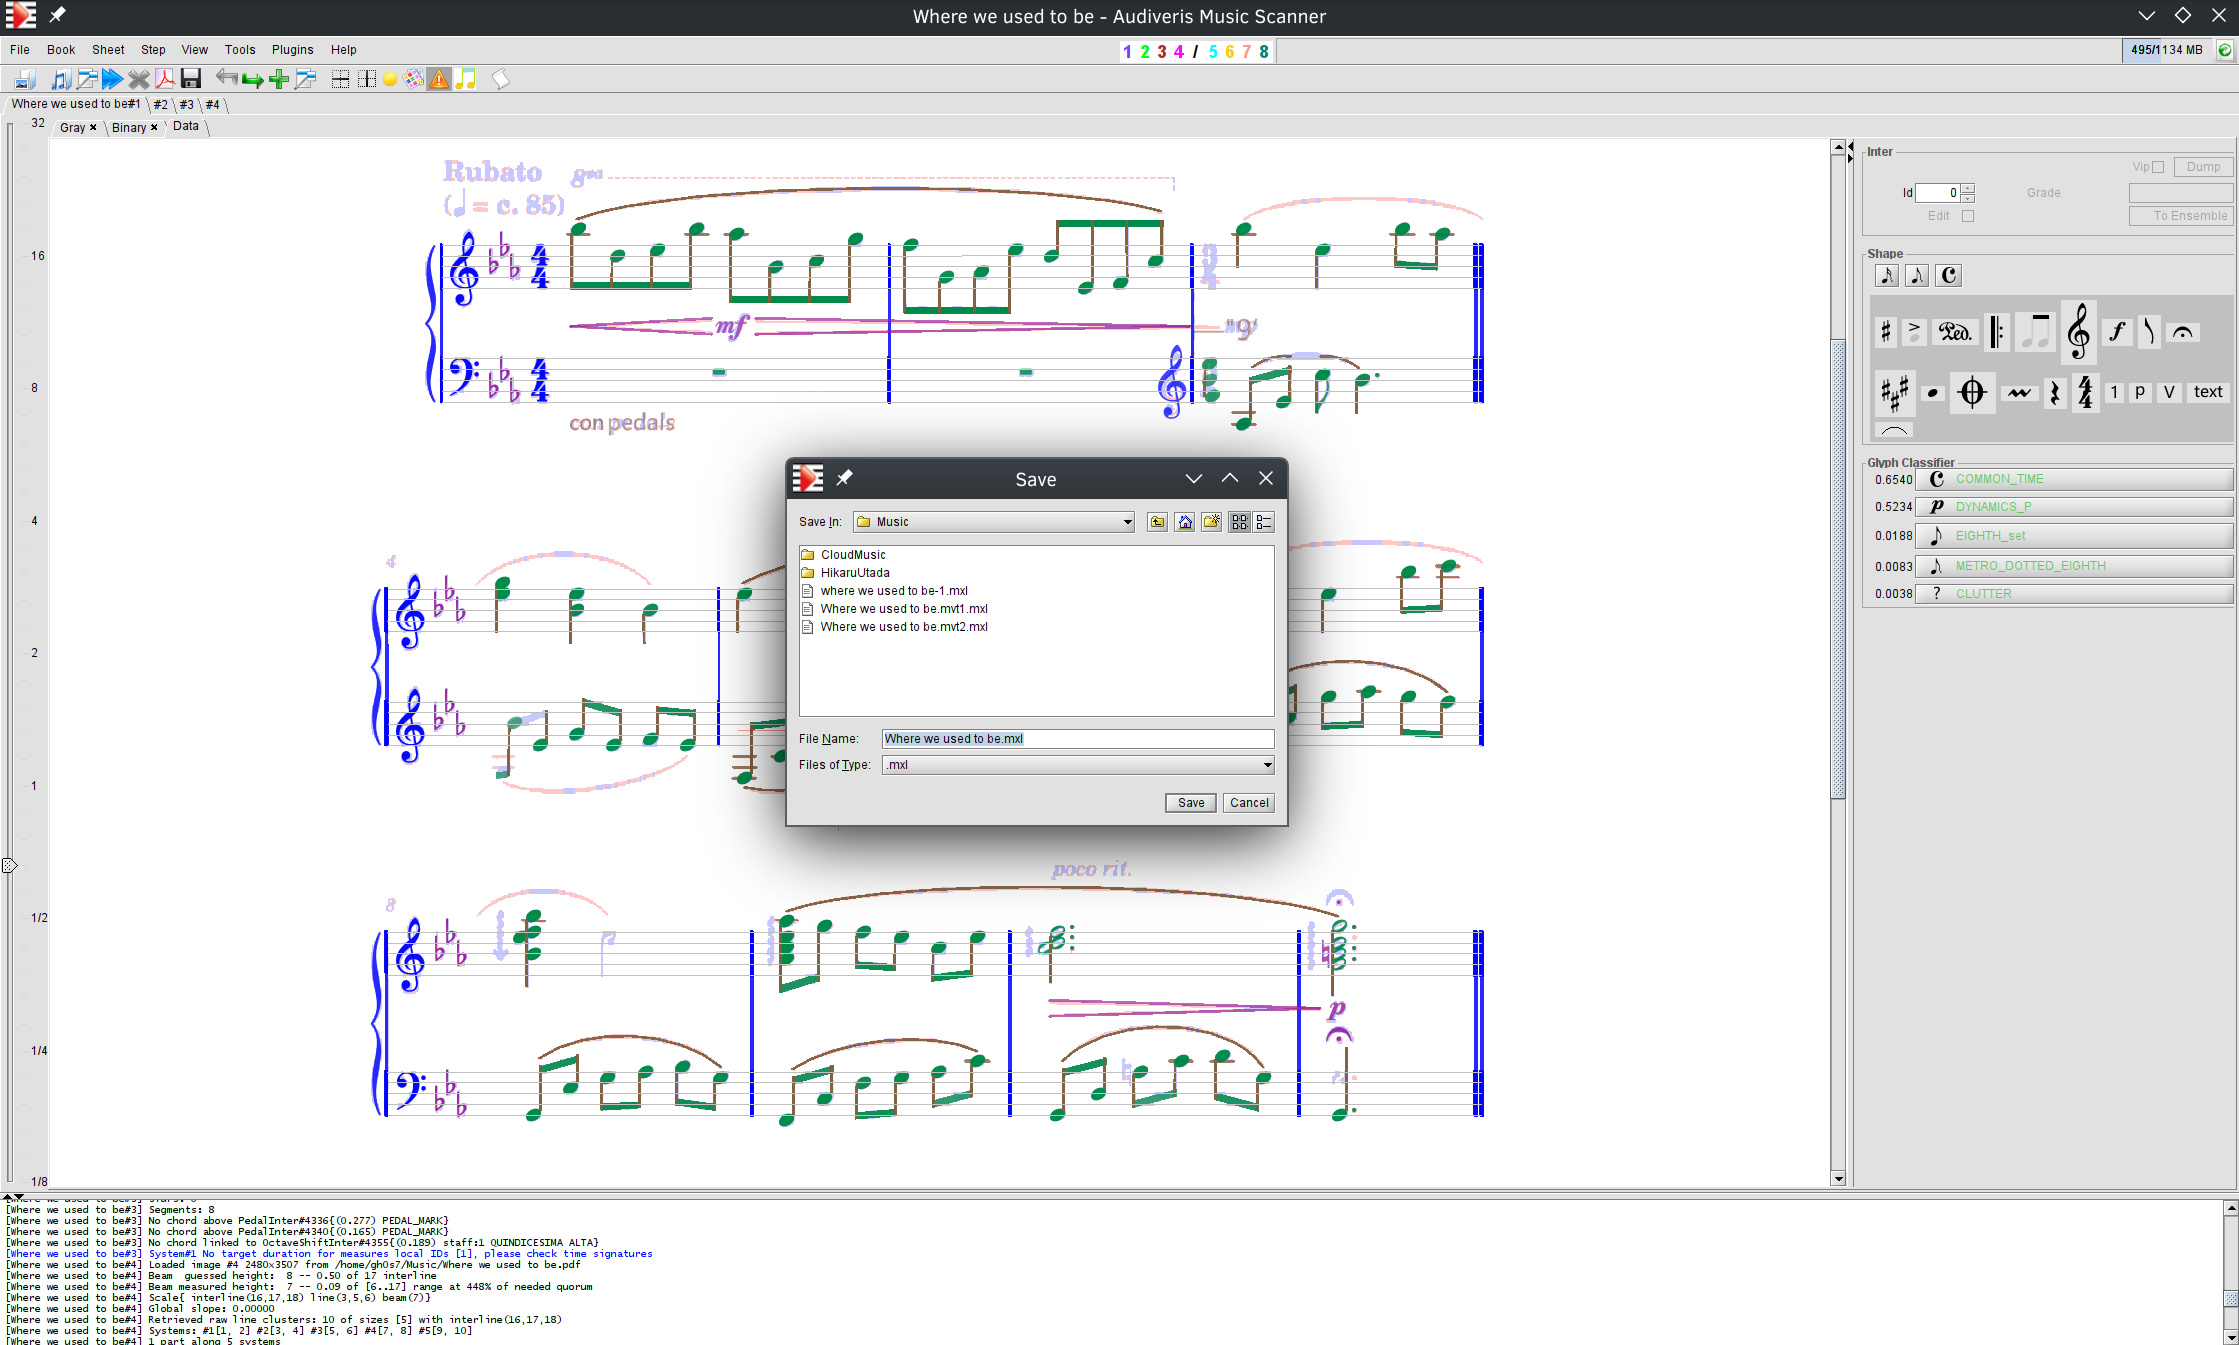 Where we used to be - Audiveris Music Scanner
File Book Sheet Step View Tools Plugins Help
1 2 3 4 / 5 6 7 8
495/1134 MB
Where we used to be#1 #2 #3 #4
Gray Binary Data
32
16
8
4
2
1
1/2
1/4
1/8
Rubato
(♩ = c. 85)
8va
mf
con pedals
4
8
poco rit.
p
Save
Save In: Music
CloudMusic
HikaruUtada
where we used to be-1.mxl
Where we used to be.mvt1.mxl
Where we used to be.mvt2.mxl
File Name: Where we used to be.mxl
Files of Type: .mxl
Save Cancel
Inter
Vip Dump
Id 0 Grade
Edit To Ensemble
Shape
Ped. f
1 p V text
Glyph Classifier
0.6540 COMMON_TIME
0.5234 p DYNAMICS_P
0.0188 EIGHTH_set
0.0083 METRO_DOTTED_EIGHTH
0.0038 ? CLUTTER
[Where we used to be#3] Segments: 8
[Where we used to be#3] No chord above PedalInter#4336{(0.277) PEDAL_MARK}
[Where we used to be#3] No chord above PedalInter#4340{(0.165) PEDAL_MARK}
[Where we used to be#3] No chord linked to OctaveShiftInter#4355{(0.189) staff:1 QUINDICESIMA ALTA}
[Where we used to be#3] System#1 No target duration for measures local IDs [1], please check time signatures
[Where we used to be#4] Loaded image #4 2480x3507 from /home/gh0s7/Music/Where we used to be.pdf
[Where we used to be#4] Beam guessed height: 8 -- 0.50 of 17 interline
[Where we used to be#4] Beam measured height: 7 -- 0.09 of [6..17] range at 448% of needed quorum
[Where we used to be#4] Scale{ interline(16,17,18) line(3,5,6) beam(7)}
[Where we used to be#4] Global slope: 0.00000
[Where we used to be#4] Retrieved raw line clusters: 10 of sizes [5] with interline(16,17,18)
[Where we used to be#4] Systems: #1[1, 2] #2[3, 4] #3[5, 6] #4[7, 8] #5[9, 10]
[Where we used to be#4] 1 part along 5 systems